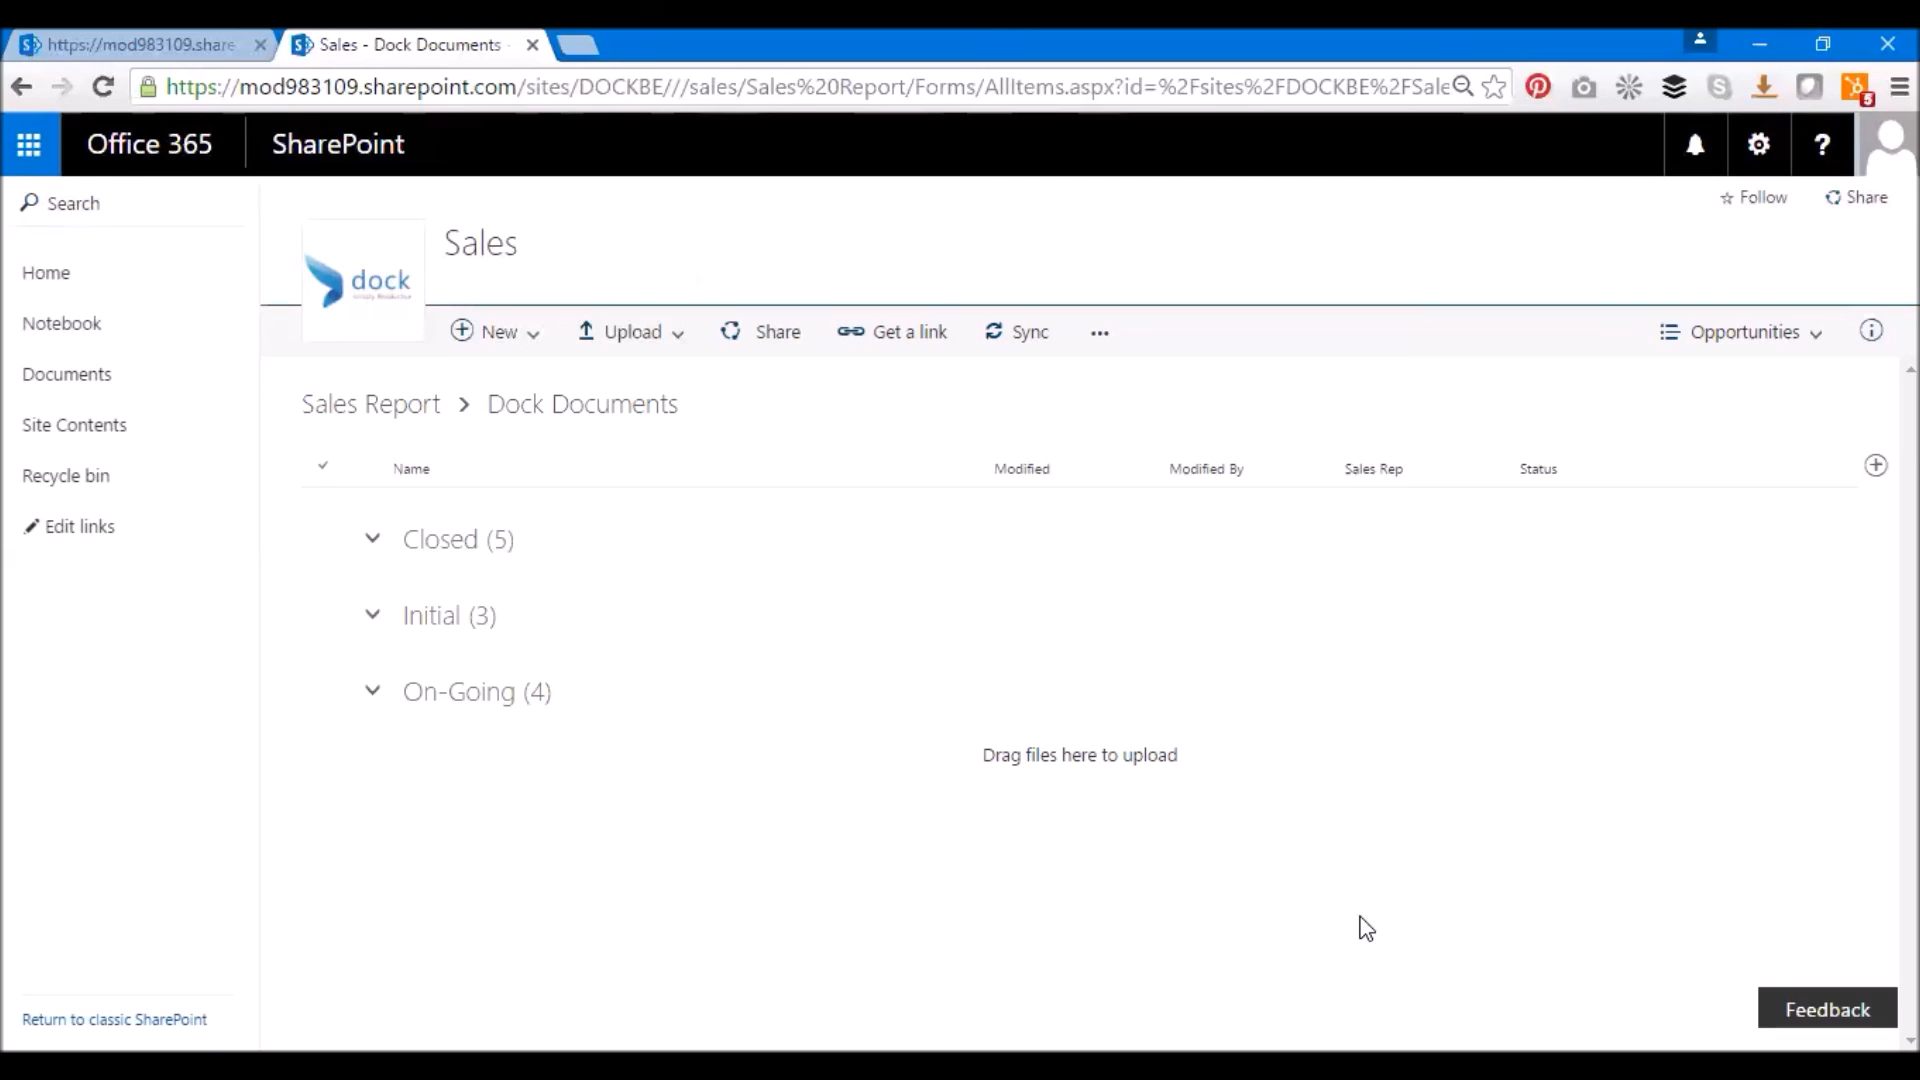 https://mod983109.share
Sales - Dock Documents
https://mod983109.sharepoint.com/sites/DOCKBE///sales/Sales%20Report/Forms/AllItems.aspx?id=%2Fsites%2FDOCKBE%2FSale
5
Office 365
SharePoint
?
Search
Follow
Share
Sales
dock
New
Upload
Share
Get a link
Sync
...
Opportunities
Home
Notebook
Documents
Site Contents
Recycle bin
Edit links
Sales Report > Dock Documents
Name
Modified
Modified By
Sales Rep
Status
Closed (5)
Initial (3)
On-Going (4)
Drag files here to upload
Return to classic SharePoint
Feedback